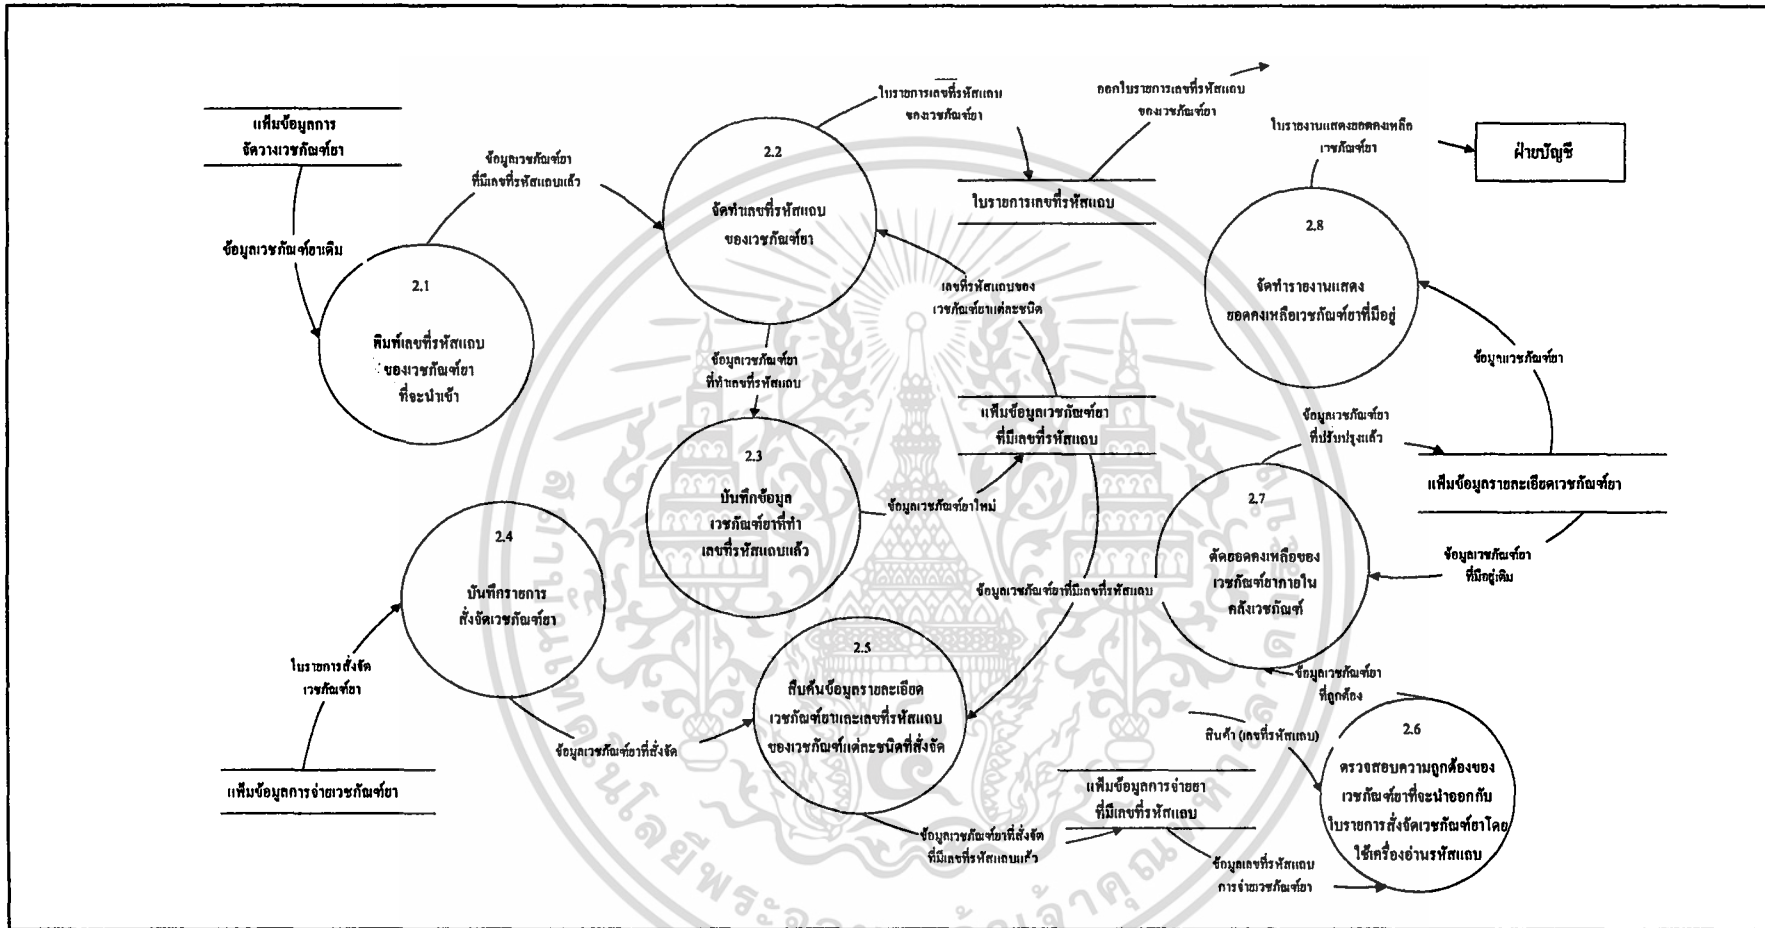 แฟ้มข้อมูลการ
จัดวางเวชภัณฑ์ยา
ข้อมูลเวชภัณฑ์ยาเดิม
2.1
พิมพ์เลขที่รหัสแถบ
ของเวชภัณฑ์ยา
ที่จะนำเข้า
ข้อมูลเวชภัณฑ์ยา
ที่มีเลขที่รหัสแถบแล้ว
2.2
จัดทำเลขที่รหัสแถบ
ของเวชภัณฑ์ยา
ใบรายการเลขที่รหัสแถบ
ของเวชภัณฑ์ยา
ใบรายการเลขที่รหัสแถบ
ออกใบรายการเลขที่รหัสแถบ
ของเวชภัณฑ์ยา
ใบรายงานแสดงยอดคงเหลือ
เวชภัณฑ์ยา
ฝ่ายบัญชี
2.8
จัดทำรายงานแสดง
ยอดคงเหลือเวชภัณฑ์ยาที่มีอยู่
เลขที่รหัสแถบของ
เวชภัณฑ์ยาแต่ละชนิด
ข้อมูลเวชภัณฑ์ยา
ที่ทำเลขที่รหัสแถบ
ข้อมูลเวชภัณฑ์ยา
แฟ้มข้อมูลเวชภัณฑ์ยา
ที่มีเลขที่รหัสแถบ
ข้อมูลเวชภัณฑ์ยา
ที่ปรับปรุงแล้ว
2.3
บันทึกข้อมูล
เวชภัณฑ์ยาที่ทำ
เลขที่รหัสแถบแล้ว
ข้อมูลเวชภัณฑ์ยาใหม่
2.7
ตัดยอดคงเหลือของ
เวชภัณฑ์ยาภายใน
คลังเวชภัณฑ์
แฟ้มข้อมูลรายละเอียดเวชภัณฑ์ยา
ข้อมูลเวชภัณฑ์ยา
ที่มีอยู่เดิม
2.4
บันทึกรายการ
สั่งจัดเวชภัณฑ์ยา
ข้อมูลเวชภัณฑ์ยาที่มีเลขที่รหัสแถบ
ใบรายการสั่งจัด
เวชภัณฑ์ยา
2.5
สืบค้นข้อมูลรายละเอียด
เวชภัณฑ์ยาและเลขที่รหัสแถบ
ของเวชภัณฑ์แต่ละชนิดที่สั่งจัด
ข้อมูลเวชภัณฑ์ยา
ที่ถูกต้อง
ข้อมูลเวชภัณฑ์ยาที่สั่งจัด
สินค้า (เลขที่รหัสแถบ)
2.6
ตรวจสอบความถูกต้องของ
เวชภัณฑ์ยาที่จะนำออกกับ
ใบรายการสั่งจัดเวชภัณฑ์ยาโดย
ใช้เครื่องอ่านรหัสแถบ
แฟ้มข้อมูลการจ่ายเวชภัณฑ์ยา
แฟ้มข้อมูลการจ่ายยา
ที่มีเลขที่รหัสแถบ
ข้อมูลเวชภัณฑ์ยาที่สั่งจัด
ที่มีเลขที่รหัสแถบแล้ว
ข้อมูลเลขที่รหัสแถบ
การจ่ายเวชภัณฑ์ยา